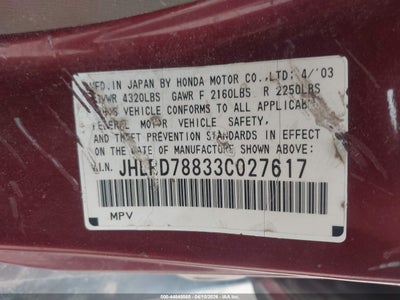 MFD.IN JAPAN BY HONDA MOTOR CO.,LTD. 4/'03
GVWR 4320LBS GAWR F 2160LBS R 2250LBS
THIS VEHICLE CONFORMS TO ALL APPLICABLE
FEDERAL MOTOR VEHICLE SAFETY,
AND THEFT PREVENTION STANDARDS IN EFFECT
ON THE DATE OF MANUFACTURE SHOWN ABOVE.
V.I.N. JHLRD78833C027617
MPV